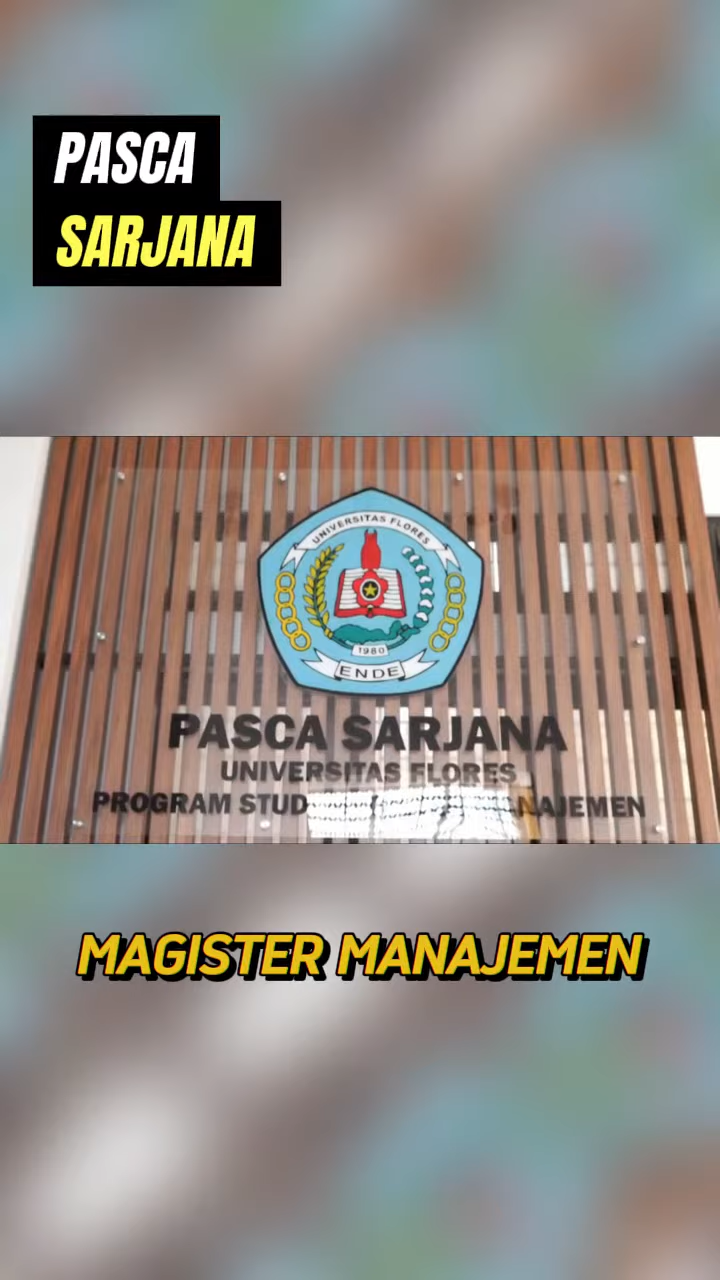 PASCA
SARJANA
UNIVERSITAS FLORES
1980
ENDE
PASCA SARJANA
UNIVERSITAS FLORES
PROGRAM STUD NAJEMEN
MAGISTER MANAJEMEN